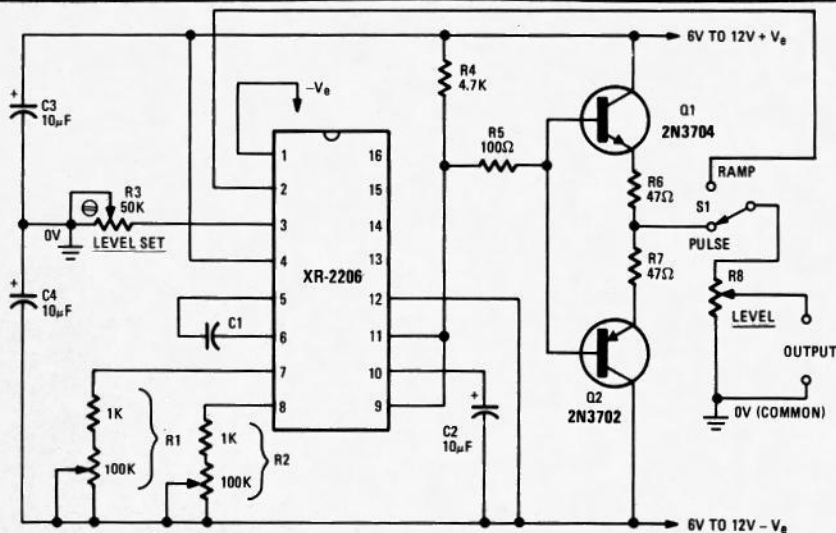 6V TO 12V + Ve
R4
4.7K
−Ve
C3
10µF
Q1
2N3704
R5
100Ω
1
16
RAMP
2
15
R6
47Ω
R3
50K
S1
3
14
0V
LEVEL SET
PULSE
4
13
R7
47Ω
XR-2206
R8
C4
10µF
5
12
LEVEL
C1
6
11
OUTPUT
7
10
Q2
2N3702
8
9
0V (COMMON)
1K
R1
1K
R2
C2
10µF
100K
100K
6V TO 12V − Ve